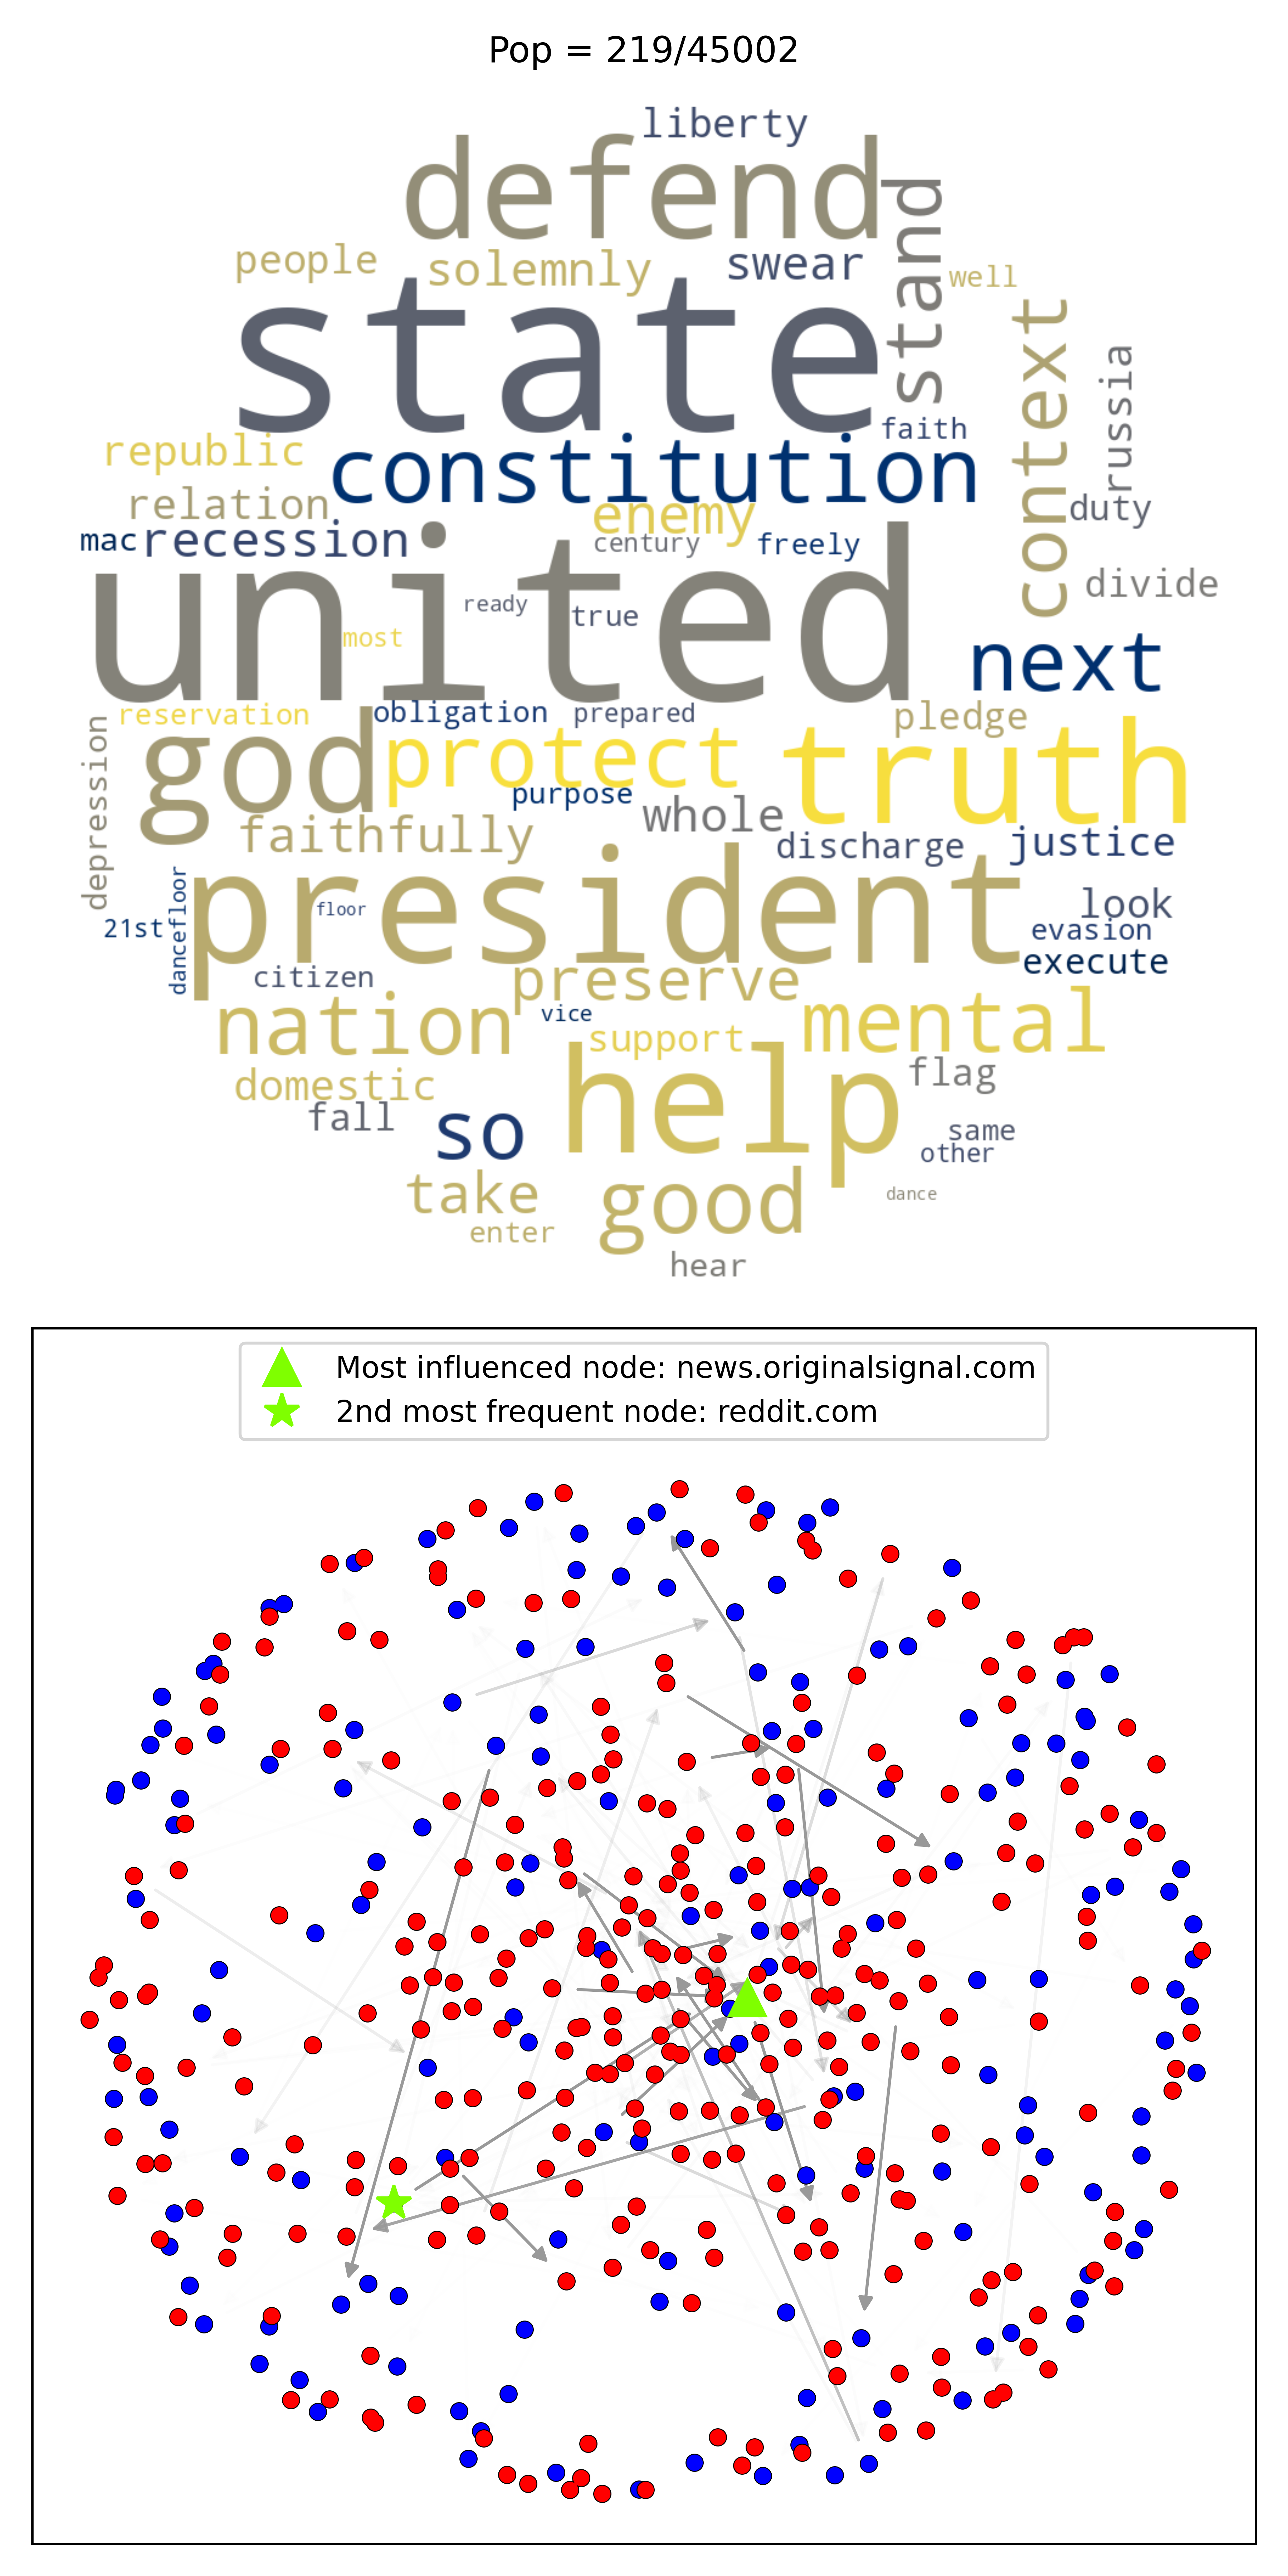 Pop = 219/45002
liberty
defend
stand
people
solemnly
swear
well
state
context
russia
faith
republic
constitution
relation
enemy
duty
mac
recession
century
freely
united
divide
ready
true
most
next
reservation
obligation
prepared
pledge
depression
god
protect
truth
purpose
whole
faithfully
discharge
justice
president
dancefloor
floor
look
21st
evasion
execute
citizen
preserve
nation
vice
mental
support
domestic
help
flag
fall
so
same
other
take
good
dance
enter
hear
Most influenced node: news.originalsignal.com
2nd most frequent node: reddit.com